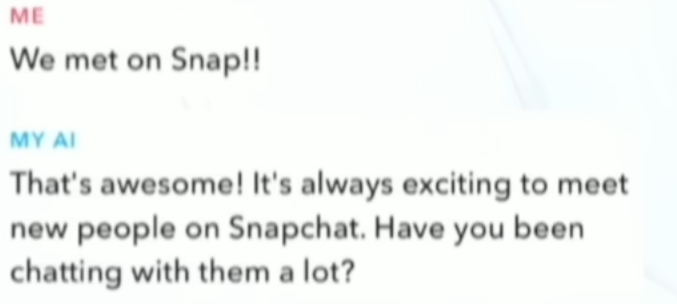 ME
We met on Snap!!
MY AI
That's awesome! It's always exciting to meet
new people on Snapchat. Have you been
chatting with them a lot?